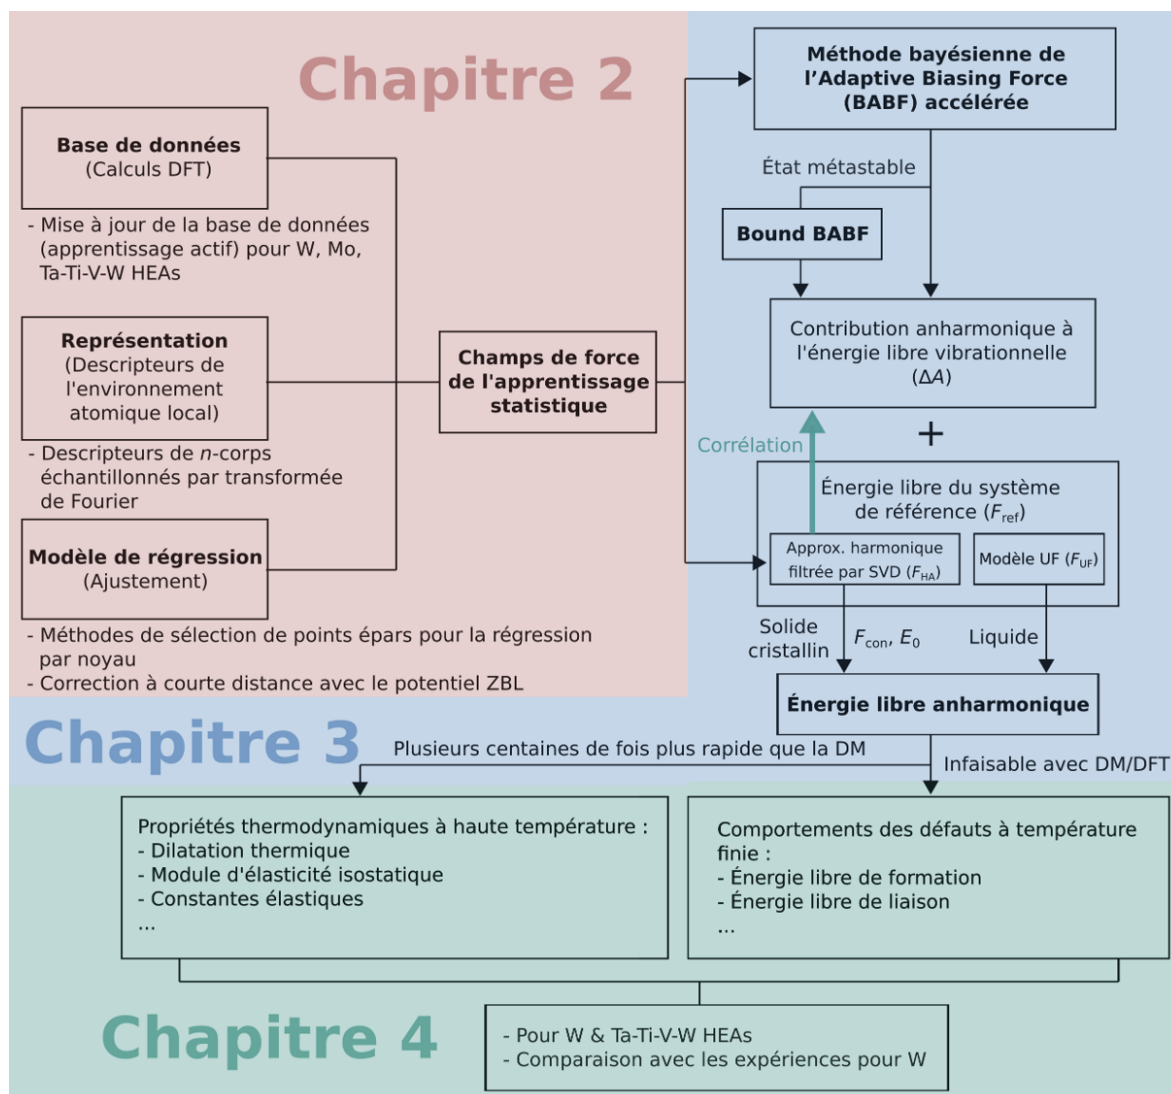 Chapitre 2
Base de données
(Calculs DFT)
- Mise à jour de la base de données
(apprentissage actif) pour W, Mo,
Ta-Ti-V-W HEAs
Représentation
(Descripteurs de
l'environnement
atomique local)
- Descripteurs de n-corps
échantillonnés par transformée
de Fourier
Modèle de régression
(Ajustement)
- Méthodes de sélection de points épars pour la régression
par noyau
- Correction à courte distance avec le potentiel ZBL
Champs de force
de l'apprentissage
statistique
Méthode bayésienne de
l’Adaptive Biasing Force
(BABF) accélérée
État métastable
Bound BABF
Contribution anharmonique à
l'énergie libre vibrationnelle
(ΔA)
+
Corrélation
Énergie libre du système
de référence (Fref)
Approx. harmonique
filtrée par SVD (FHA)
Modèle UF (FUF)
Solide
cristallin
Fcon, E0
Liquide
Énergie libre anharmonique
Chapitre 3
Plusieurs centaines de fois plus rapide que la DM
Infaisable avec DM/DFT
Propriétés thermodynamiques à haute température :
- Dilatation thermique
- Module d'élasticité isostatique
- Constantes élastiques
...
Comportements des défauts à température
finie :
- Énergie libre de formation
- Énergie libre de liaison
...
Chapitre 4
- Pour W & Ta-Ti-V-W HEAs
- Comparaison avec les expériences pour W